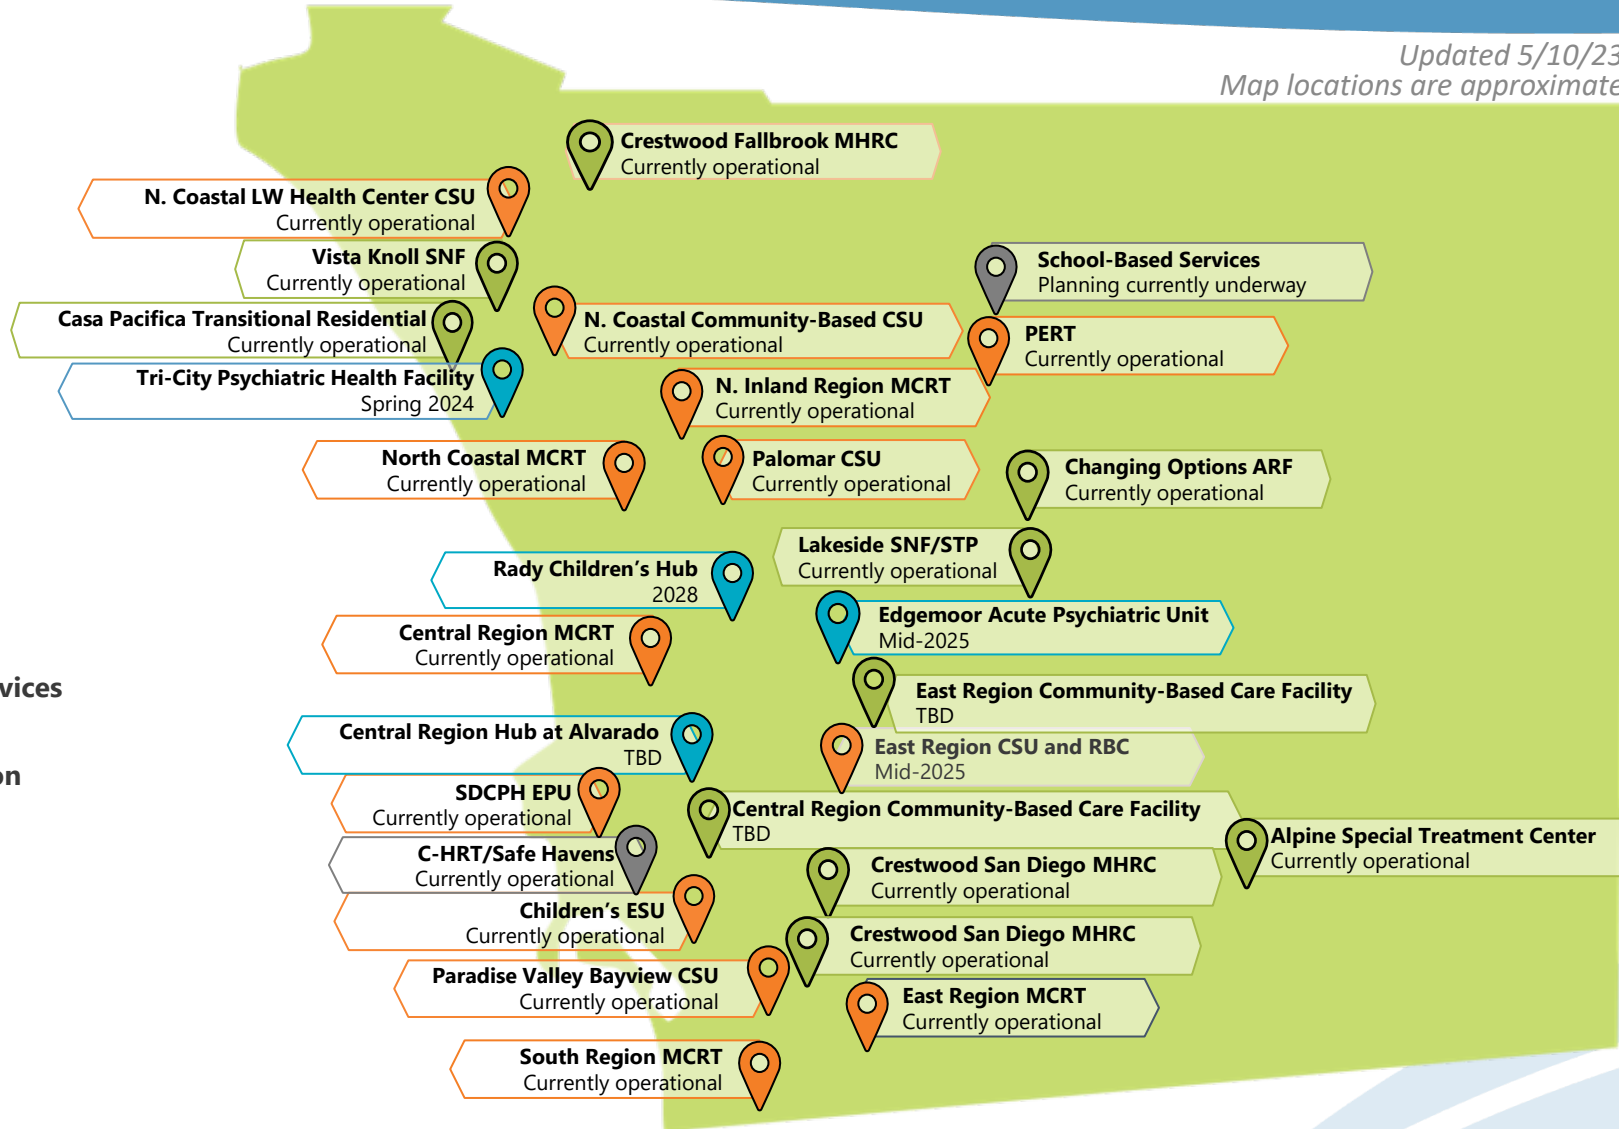 Updated 5/10/23
Map locations are approximate
Crestwood Fallbrook MHRC
Currently operational
N. Coastal LW Health Center CSU
Currently operational
Vista Knoll SNF
Currently operational
School-Based Services
Planning currently underway
Casa Pacifica Transitional Residential
Currently operational
N. Coastal Community-Based CSU
Currently operational
PERT
Currently operational
Tri-City Psychiatric Health Facility
Spring 2024
N. Inland Region MCRT
Currently operational
North Coastal MCRT
Currently operational
Palomar CSU
Currently operational
Changing Options ARF
Currently operational
Lakeside SNF/STP
Currently operational
Rady Children's Hub
2028
Edgemoor Acute Psychiatric Unit
Mid-2025
Central Region MCRT
Currently operational
vices
East Region Community-Based Care Facility
TBD
Central Region Hub at Alvarado
TBD
East Region CSU and RBC
Mid-2025
on
SDCPH EPU
Currently operational
Central Region Community-Based Care Facility
TBD
Alpine Special Treatment Center
Currently operational
C-HRT/Safe Havens
Currently operational
Crestwood San Diego MHRC
Currently operational
Children's ESU
Currently operational
Crestwood San Diego MHRC
Currently operational
Paradise Valley Bayview CSU
Currently operational
East Region MCRT
Currently operational
South Region MCRT
Currently operational